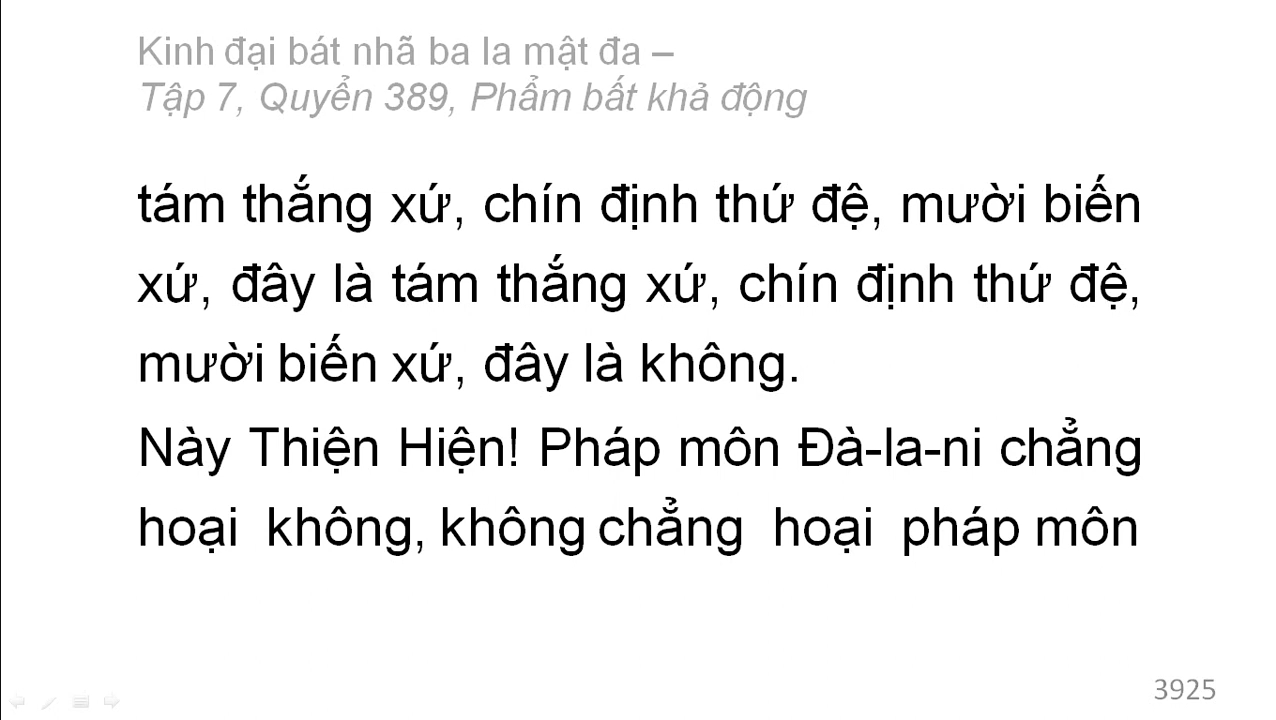 Kinh đại bát nhã ba la mật đa –
Tập 7, Quyển 389, Phẩm bất khả động
tám thắng xứ, chín định thứ đệ, mười biến
xứ, đây là tám thắng xứ, chín định thứ đệ,
mười biến xứ, đây là không.
Này Thiện Hiện! Pháp môn Đà-la-ni chẳng
hoại không, không chẳng hoại pháp môn
3925